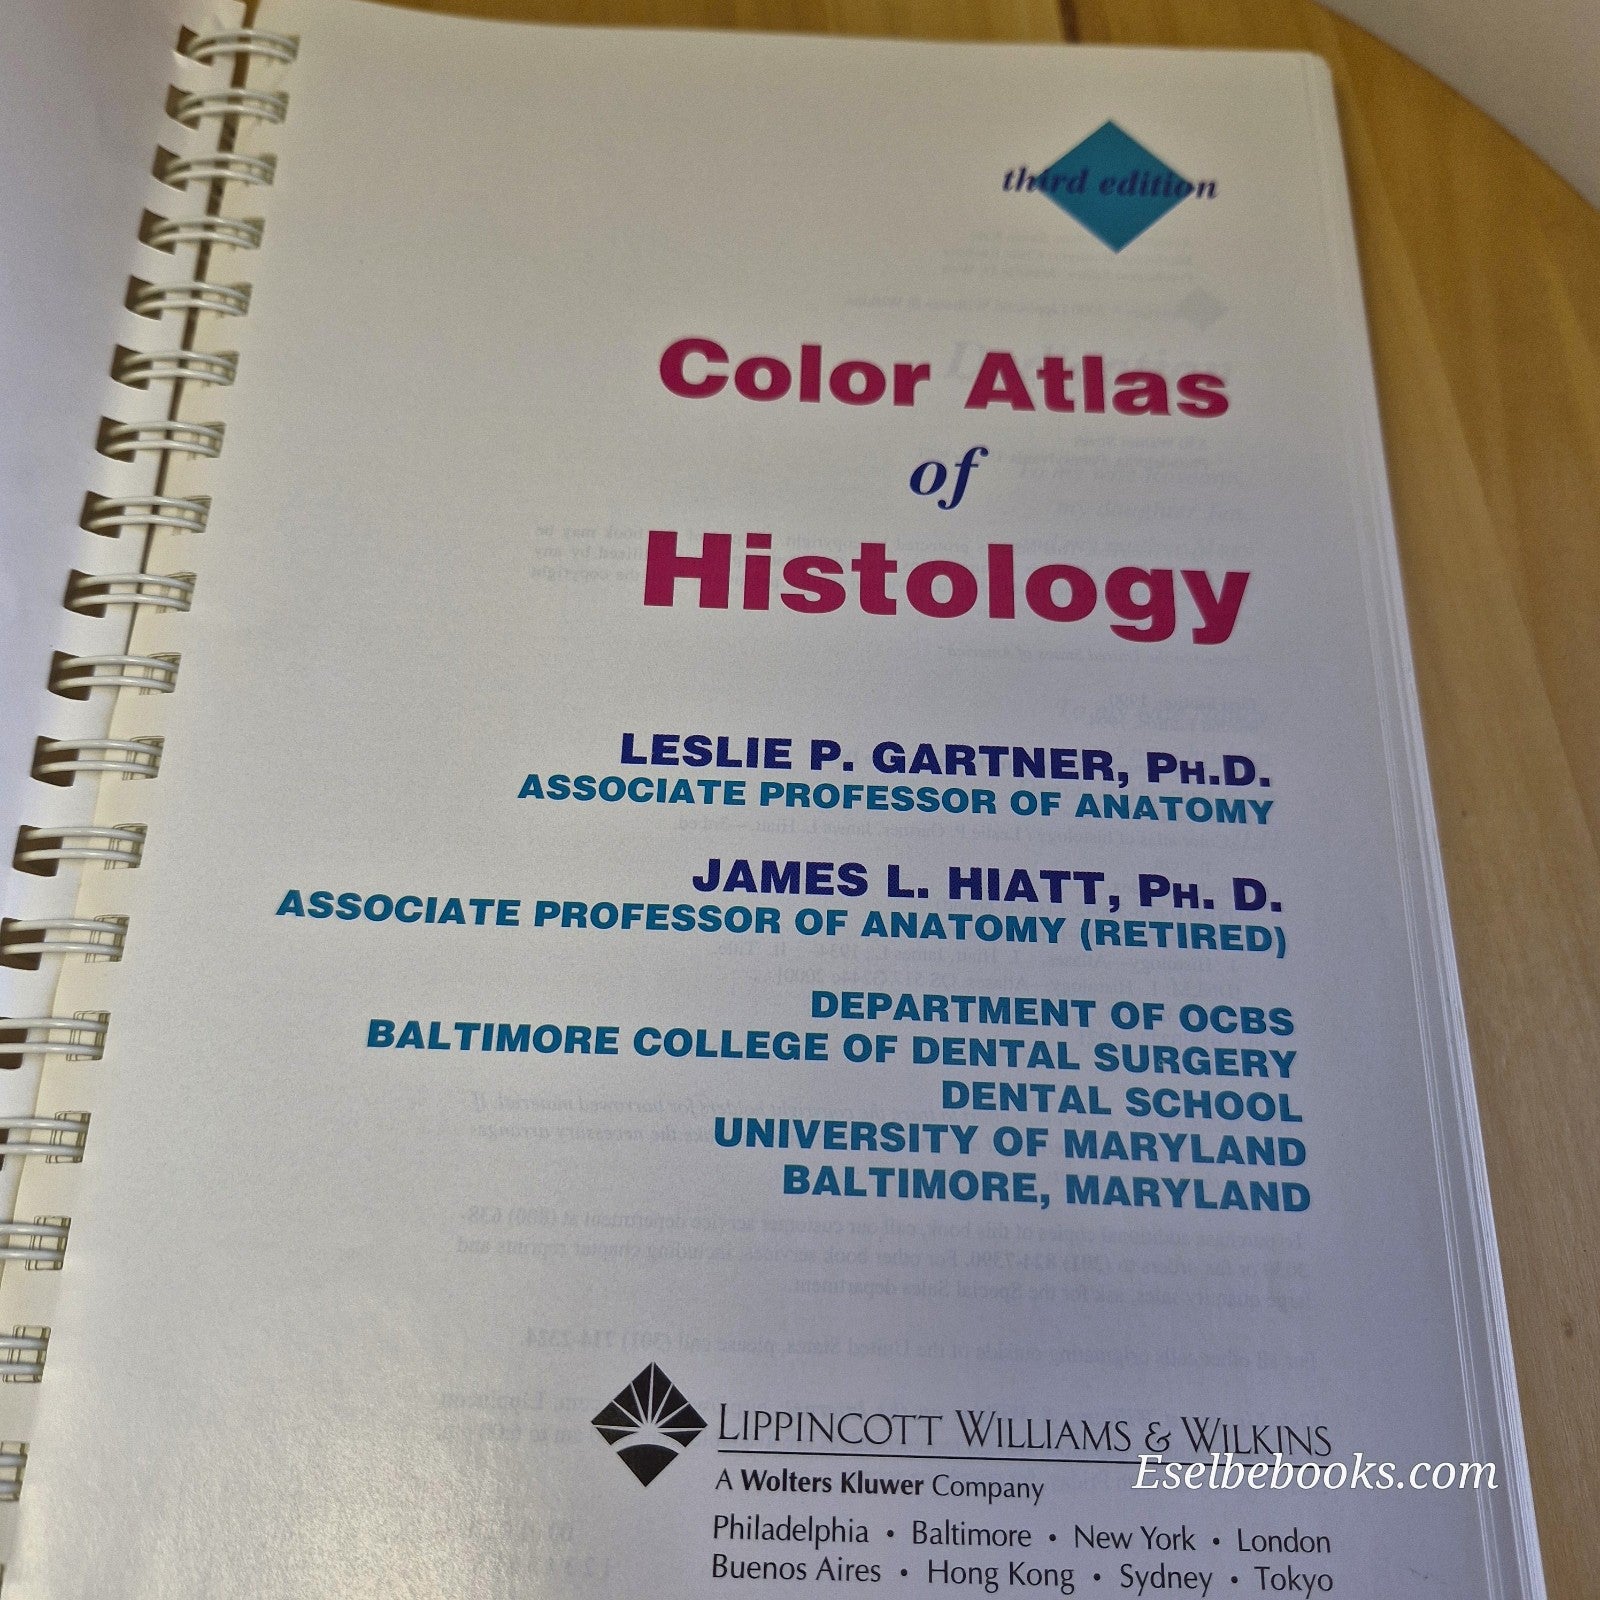 third edition
Color Atlas
of
Histology
LESLIE P. GARTNER, PH.D.
ASSOCIATE PROFESSOR OF ANATOMY
JAMES L. HIATT, PH. D.
ASSOCIATE PROFESSOR OF ANATOMY (RETIRED)
DEPARTMENT OF OCBS
BALTIMORE COLLEGE OF DENTAL SURGERY
DENTAL SCHOOL
UNIVERSITY OF MARYLAND
BALTIMORE, MARYLAND
LIPPINCOTT WILLIAMS & WILKINS
A Wolters Kluwer Company
Eselbebooks.com
Philadelphia • Baltimore • New York • London
Buenos Aires • Hong Kong • Sydney • Tokyo